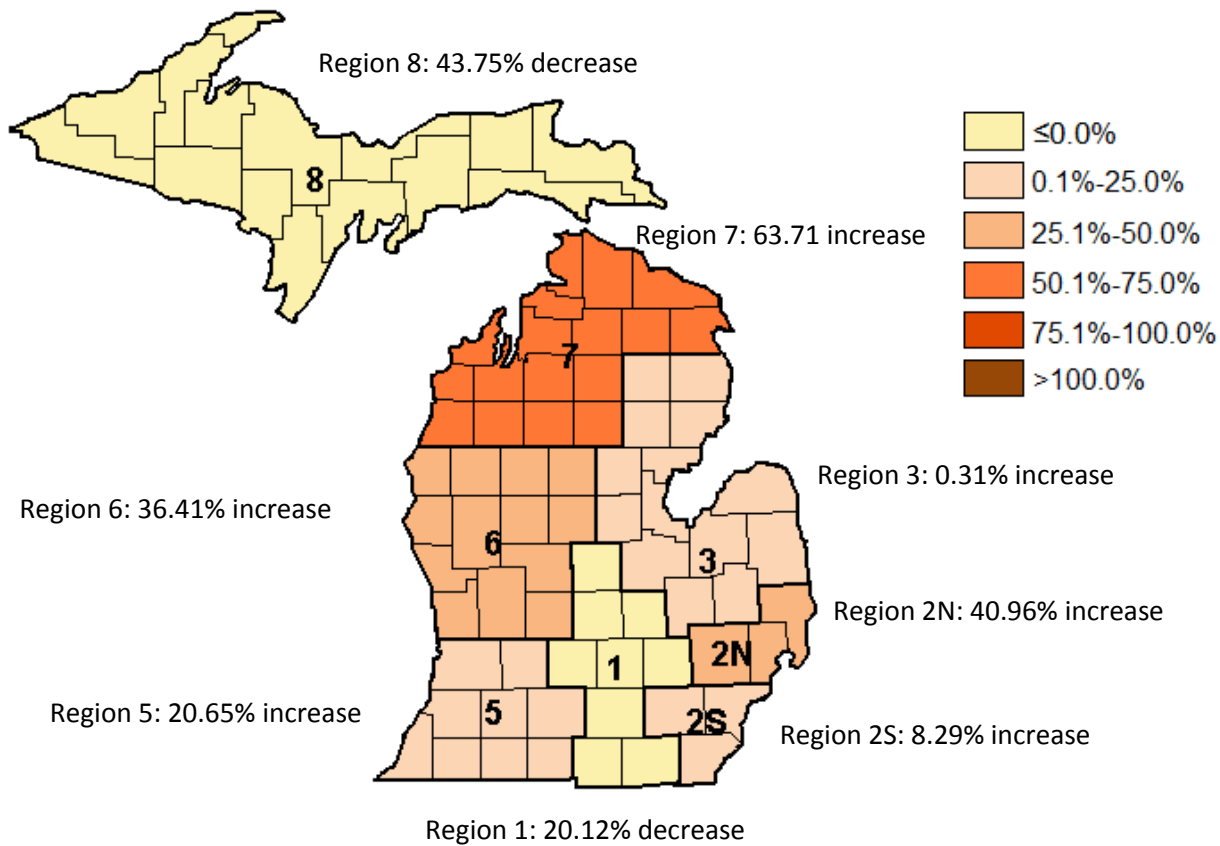 Region 8: 43.75% decrease
≤0.0%
0.1%-25.0%
25.1%-50.0%
50.1%-75.0%
75.1%-100.0%
>100.0%
8
Region 7: 63.71 increase
7
Region 3: 0.31% increase
Region 6: 36.41% increase
6
3
Region 2N: 40.96% increase
2N
1
Region 5: 20.65% increase
5
2S
Region 2S: 8.29% increase
Region 1: 20.12% decrease